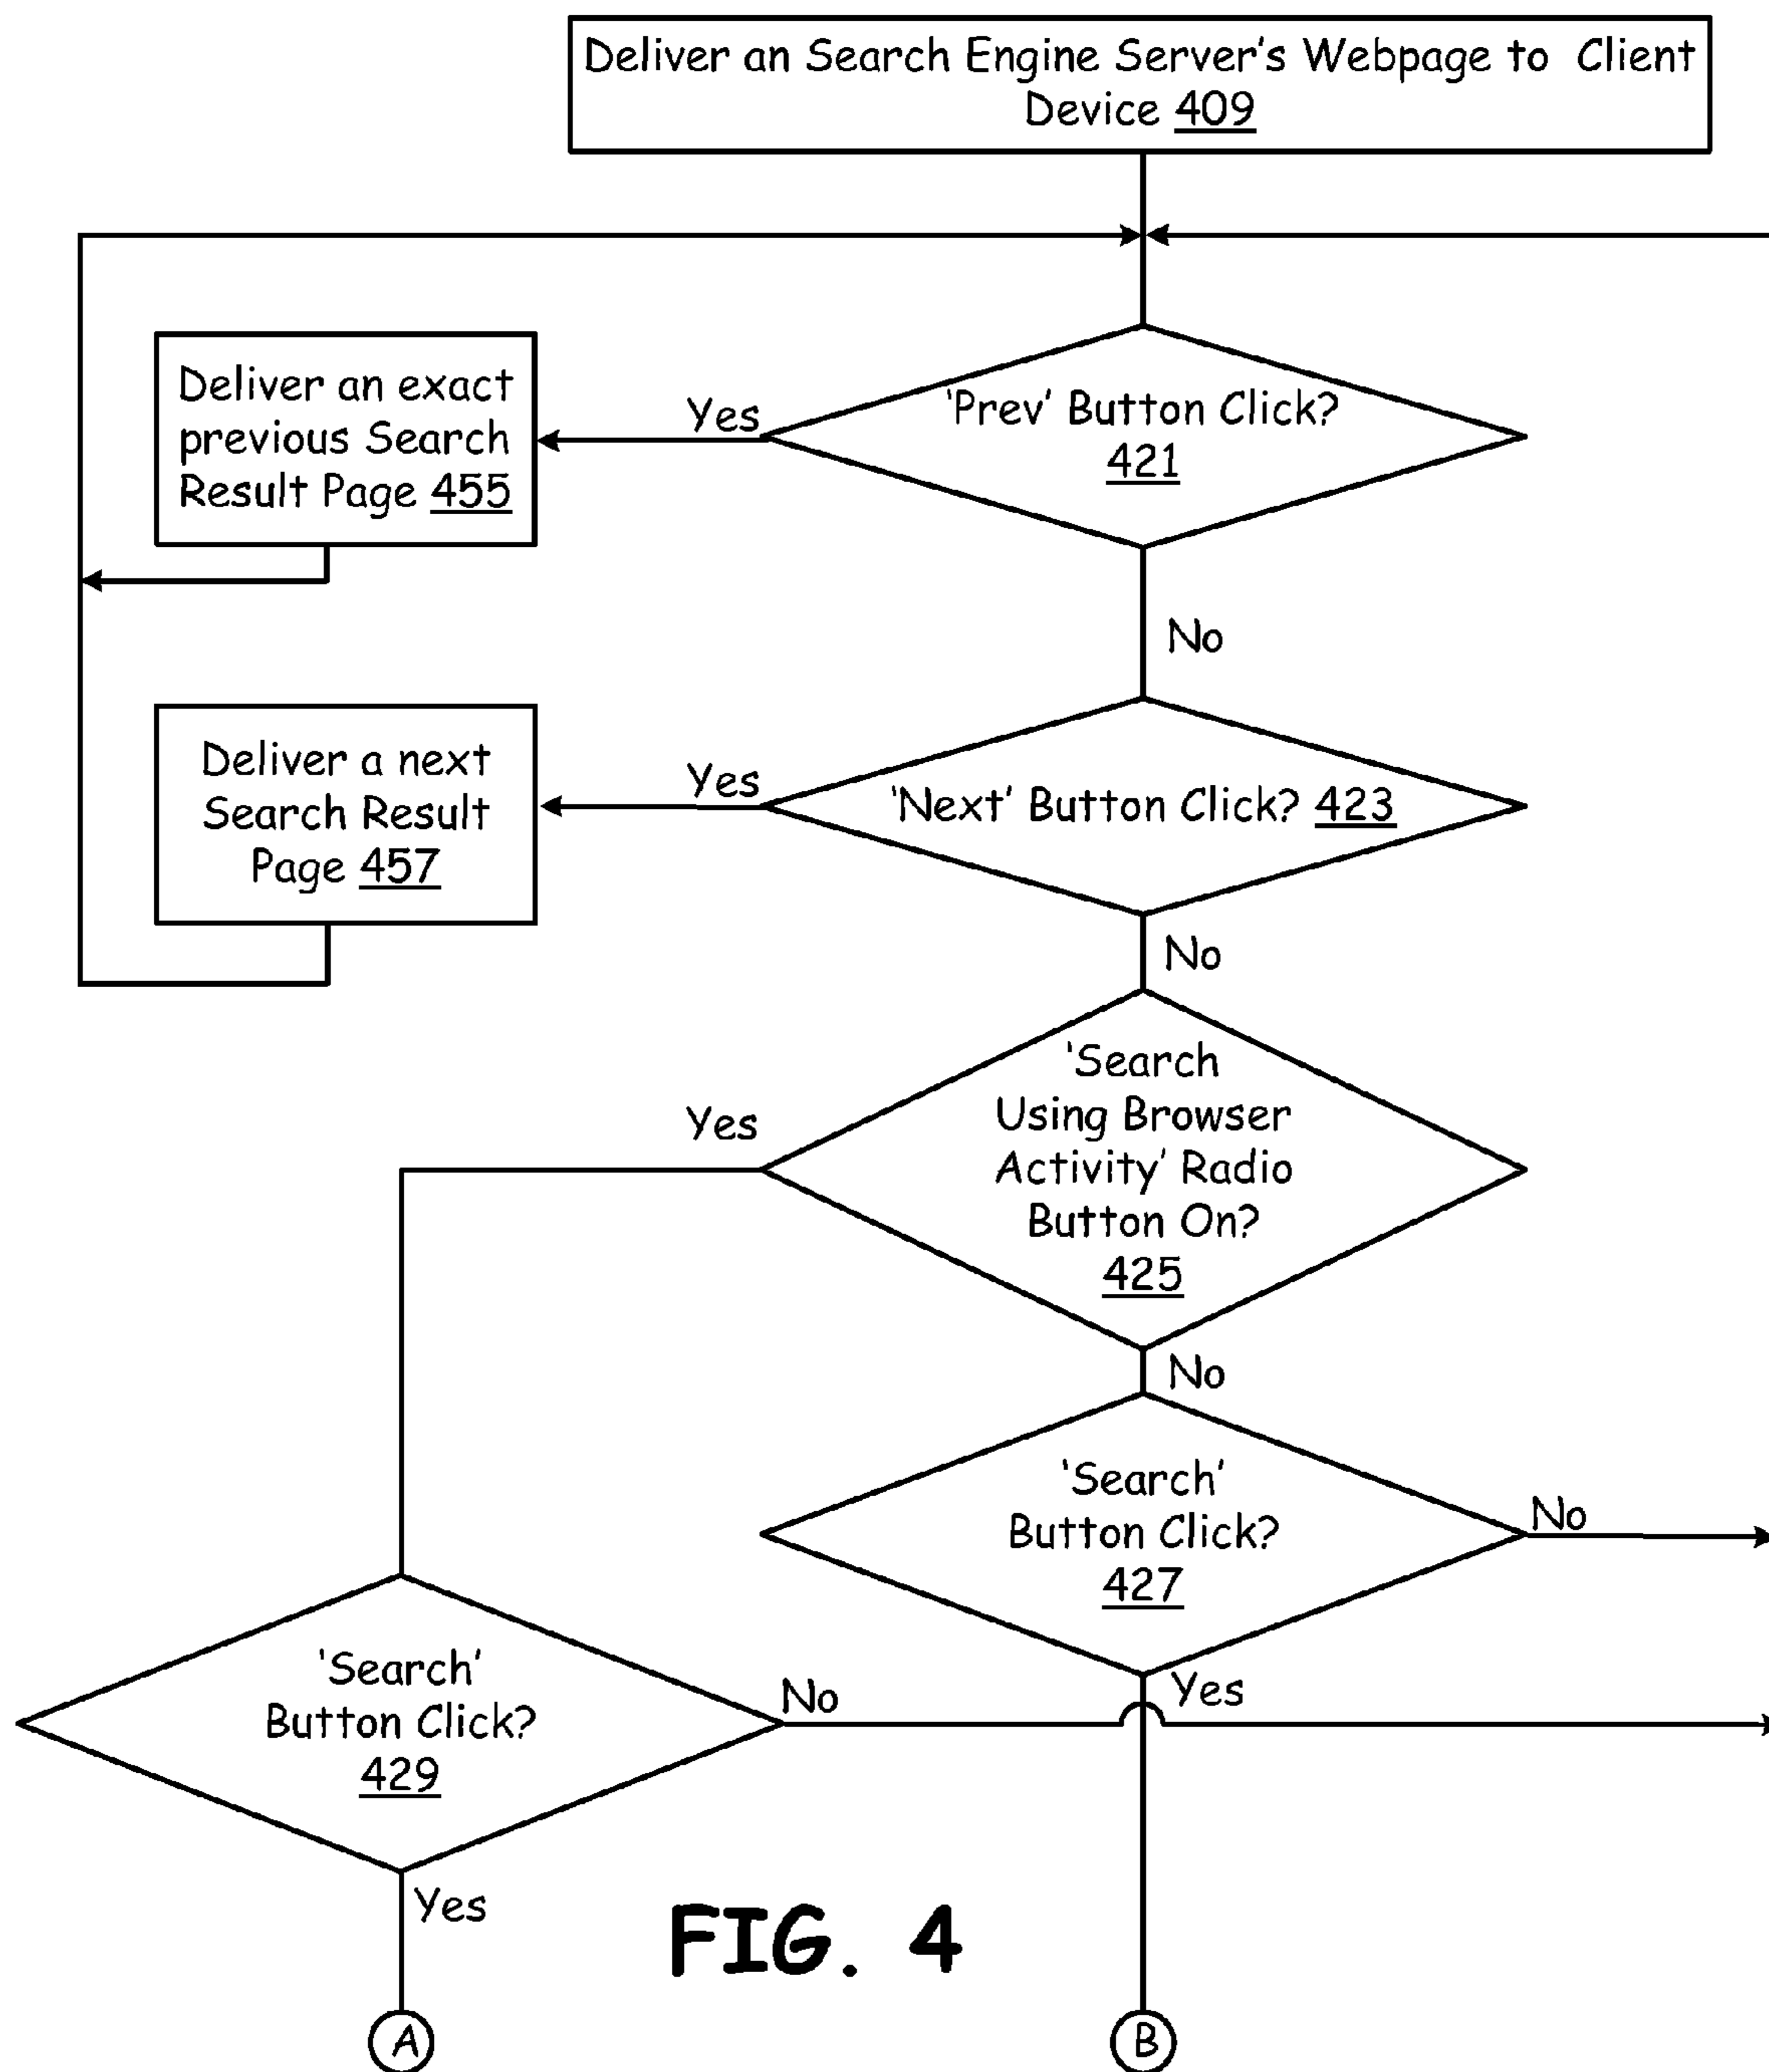 Deliver an Search Engine Server's Webpage to Client
Device 409
'Prev' Button Click?
421
Yes
Deliver an exact
previous Search
Result Page 455
No
'Next' Button Click? 423
Yes
Deliver a next
Search Result
Page 457
No
'Search
Using Browser
Activity' Radio
Button On?
425
Yes
No
'Search'
Button Click?
427
No
Yes
'Search'
Button Click?
429
No
Yes
FIG. 4
A
B